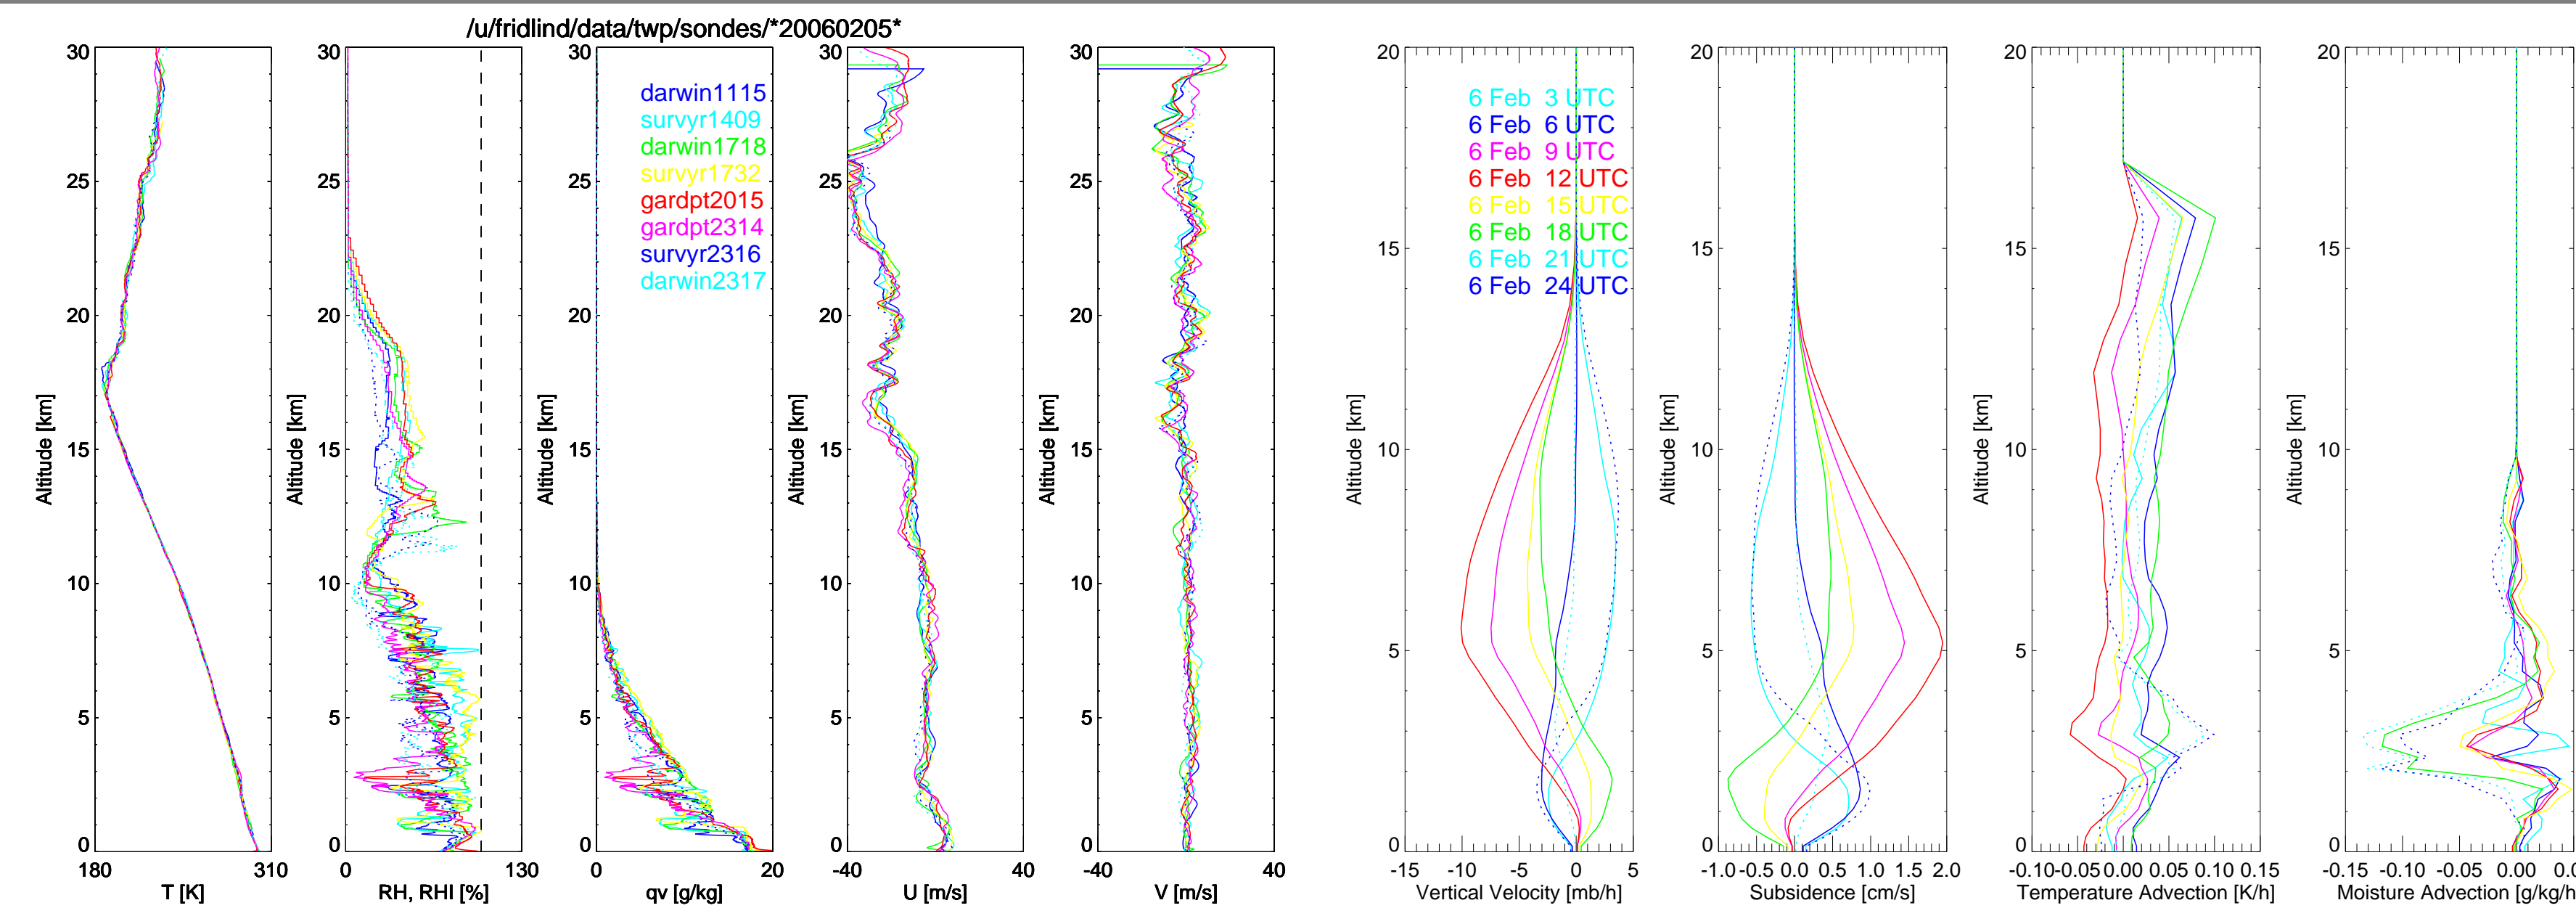 /u/fridlind/data/twp/sondes/*20060205*
30 30 30 30 30 20 20 20 20
darwin1115
survyr1409
darwin1718
survyr1732
gardpt2015
gardpt2314
survyr2316
darwin2317
6 Feb 3 UTC
6 Feb 6 UTC
6 Feb 9 UTC
6 Feb 12 UTC
6 Feb 15 UTC
6 Feb 18 UTC
6 Feb 21 UTC
6 Feb 24 UTC
25 25 25 25 25
15 15 15 15
20 20 20 20 20
Altitude [km] Altitude [km] Altitude [km] Altitude [km] Altitude [km] Altitude [km] Altitude [km] Altitude [km] Altitude [km]
15 15 15 15 15
10 10 10 10
10 10 10 10 10
5 5 5 5
5 5 5 5 5
0 0 0 0 0 0 0 0 0
180 310 0 130 0 20 -40 40 -40 40 -15 -10 -5 0 5 -1.0 -0.5 0.0 0.5 1.0 1.5 2.0 -0.10 -0.05 0.00 0.05 0.10 0.15 -0.15 -0.10 -0.05 0.00
T [K] RH, RHI [%] qv [g/kg] U [m/s] V [m/s] Vertical Velocity [mb/h] Subsidence [cm/s] Temperature Advection [K/h] Moisture Advection [g/kg/h